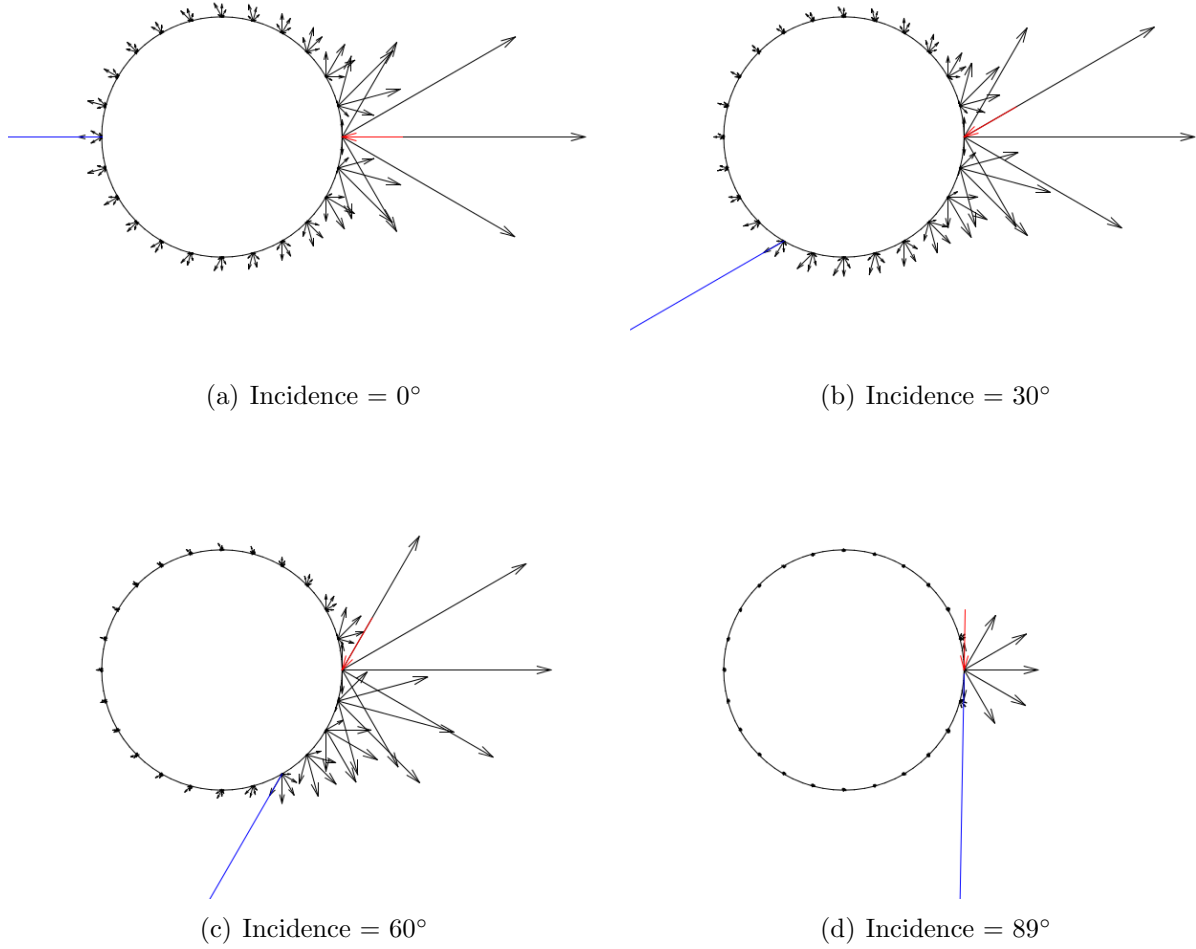 (a) Incidence = 0°
(b) Incidence = 30°
(c) Incidence = 60°
(d) Incidence = 89°